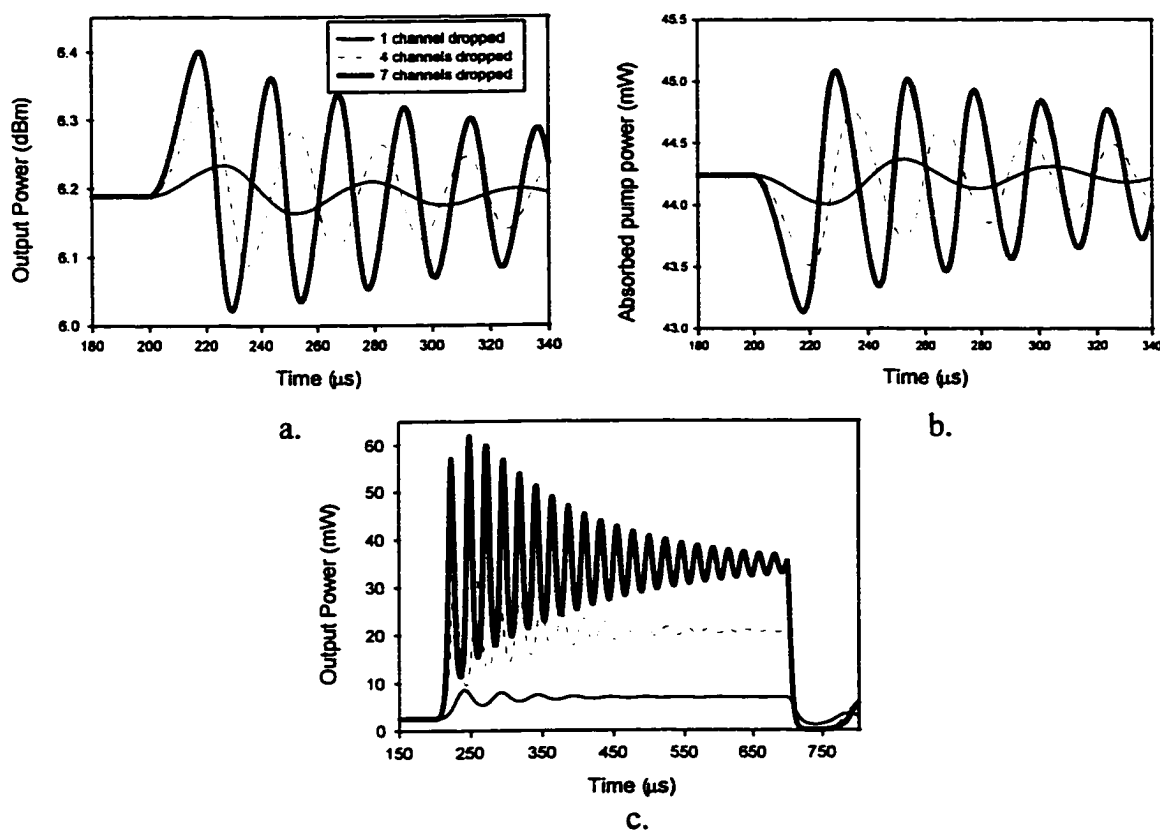 6.4
6.3
6.2
6.1
6.0
Output Power (dBm)
1 channel dropped
4 channels dropped
7 channels dropped
180 200 220 240 260 280 300 320 340
Time (μs)
a.
45.5
45.0
44.5
44.0
43.5
43.0
Absorbed pump power (mW)
180 200 220 240 260 280 300 320 340
Time (μs)
b.
60
50
40
30
20
10
0
Output Power (mW)
150 250 350 450 550 650 750
Time (μs)
c.